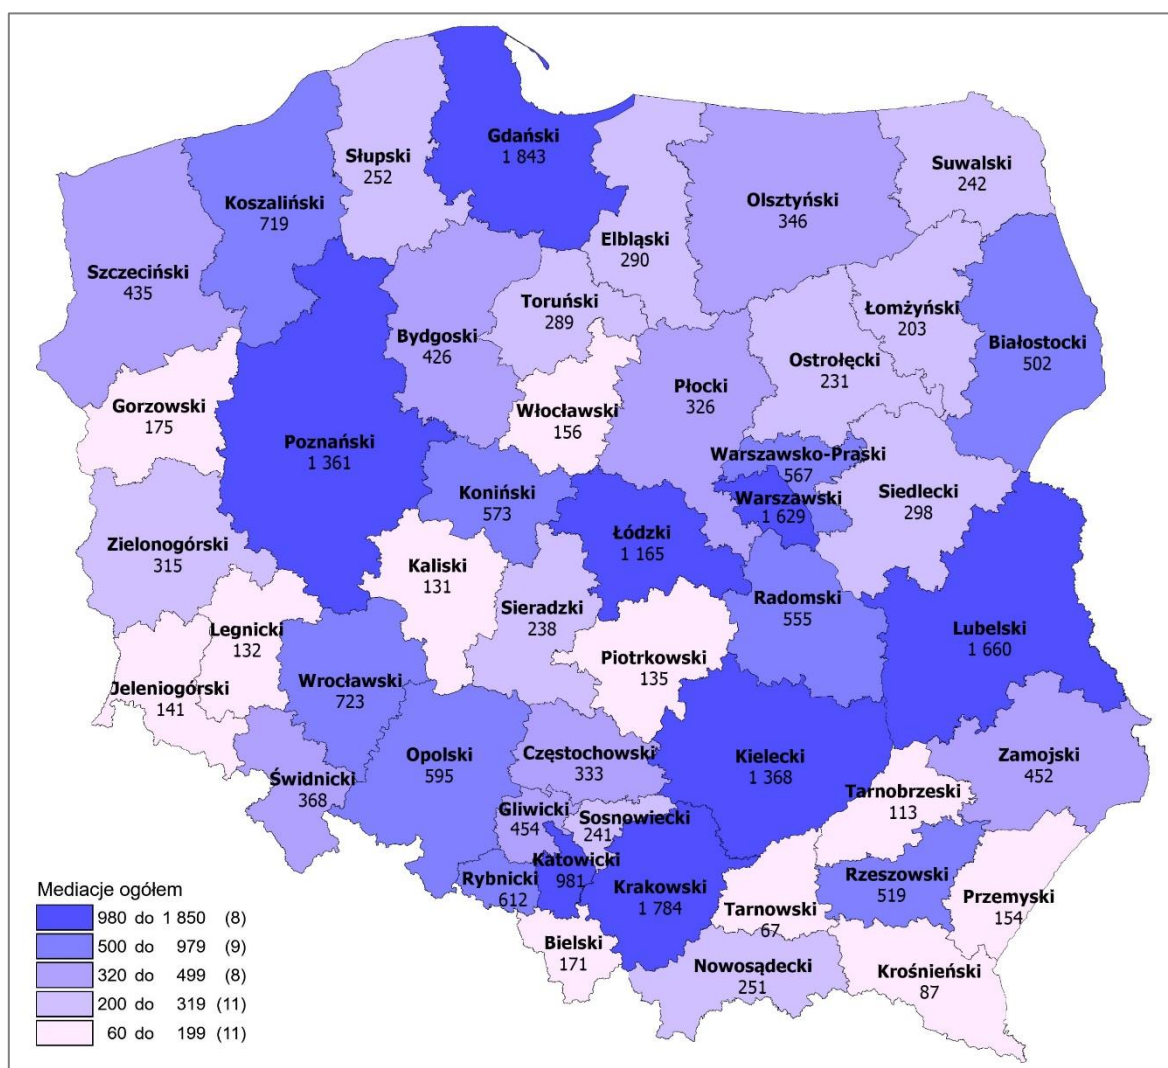 Gdański
1 843
Słupski
252
Suwalski
242
Koszaliński
719
Olsztyński
346
Elbląski
290
Szczeciński
435
Toruński
289
Łomżyński
203
Bydgoski
426
Białostocki
502
Ostrołęcki
231
Płocki
326
Gorzowski
175
Włocławski
156
Poznański
1 361
Warszawsko-Praski
567
Koniński
573
Warszawski
1 629
Siedlecki
298
Łódzki
1 165
Zielonogórski
315
Kaliski
131
Sieradzki
238
Radomski
555
Legnicki
132
Lubelski
1 660
Piotrkowski
135
Wrocławski
723
Jeleniogórski
141
Częstochowski
333
Opolski
595
Kielecki
1 368
Zamojski
452
Świdnicki
368
Tarnobrzeski
113
Gliwicki
454
Sosnowiecki
241
Katowicki
981
Rybnicki
612
Krakowski
1 784
Rzeszowski
519
Przemyski
154
Tarnowski
67
Bielski
171
Nowosądecki
251
Krośnieński
87
Mediacje ogółem
980 do 1 850 (8)
500 do 979 (9)
320 do 499 (8)
200 do 319 (11)
60 do 199 (11)